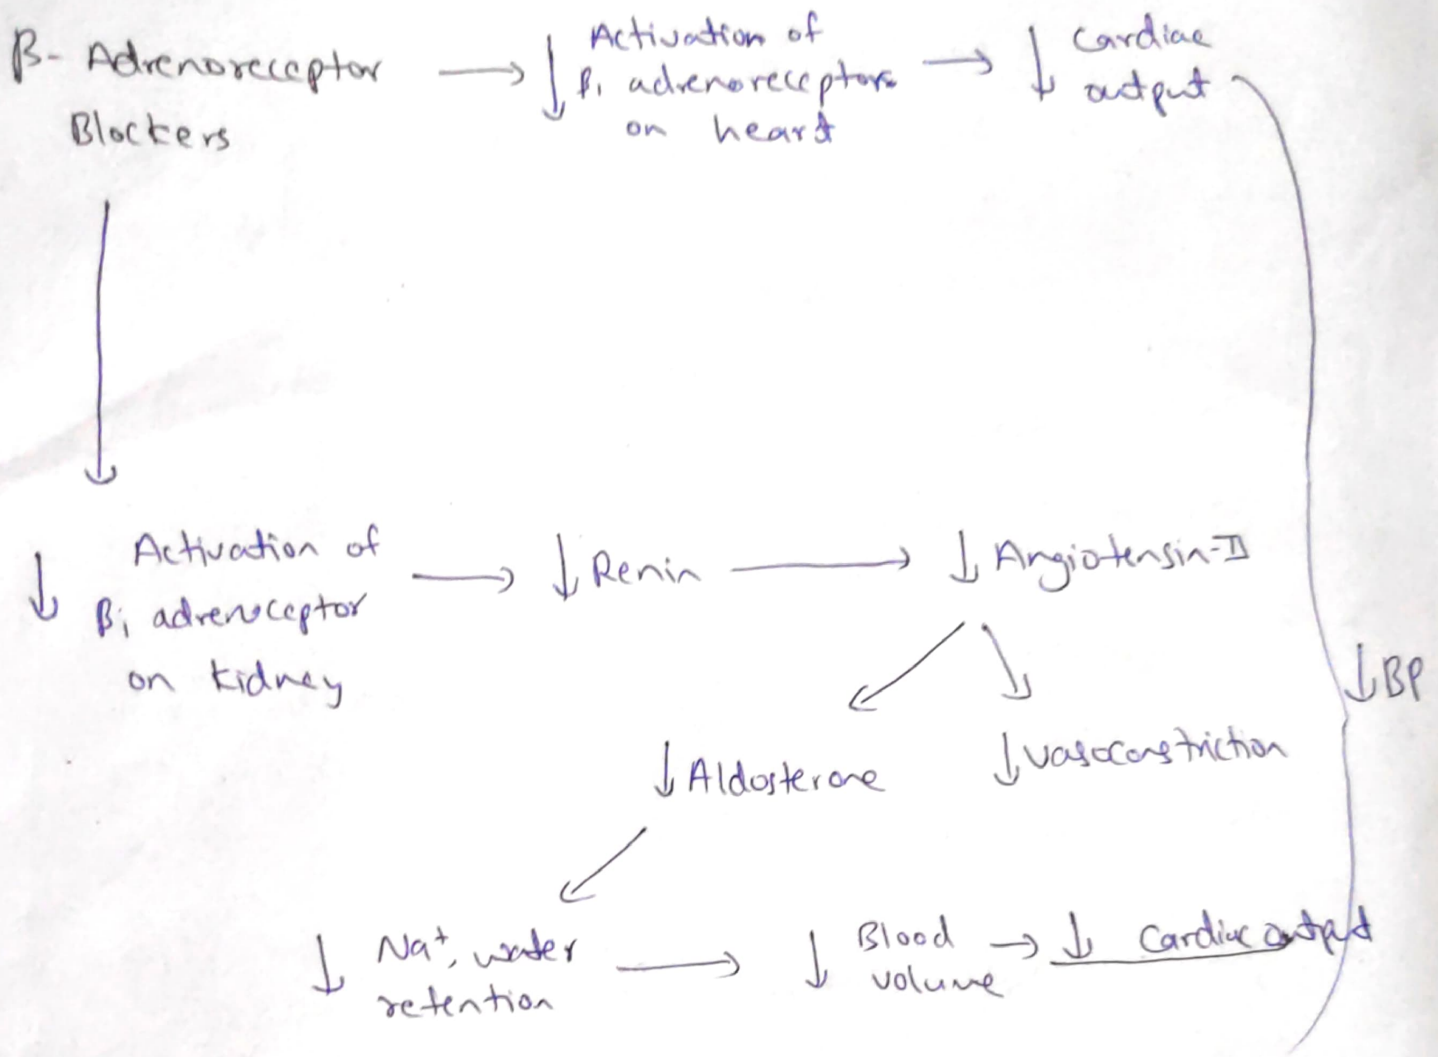 β- Adrenoreceptor
Blockers
→ ↓ Activation of
β1 adrenoreceptors
on heart
→ ↓ Cardiac
output
↓
↓ Activation of
β1 adrenoceptor
on kidney
→ ↓ Renin → ↓ Angiotensin-II
↓ BP
↓ Aldosterone
↓ Vasoconstriction
↓ Na+, water
retention
→ ↓ Blood
volume
→ ↓ Cardiac output